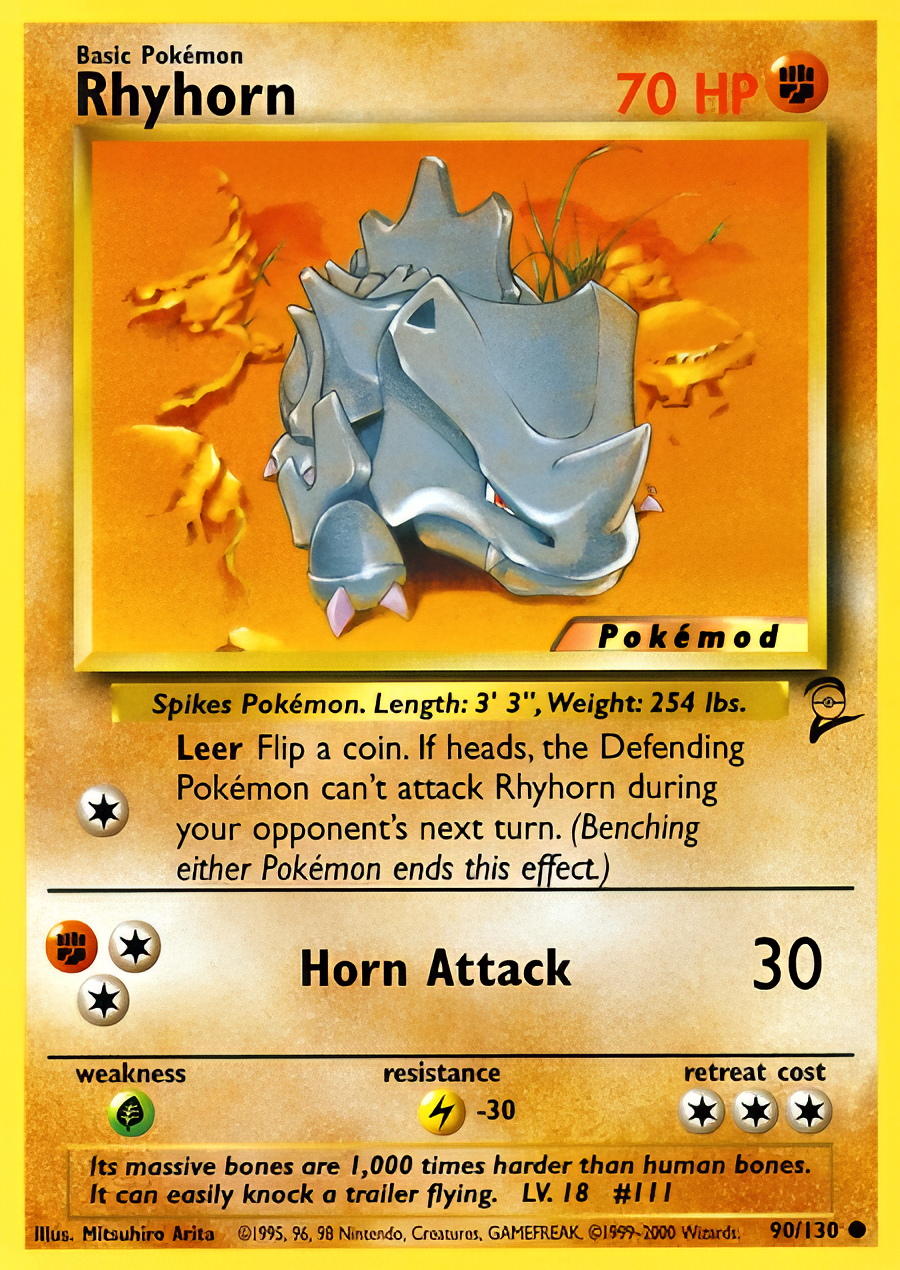 Basic Pokémon
Rhyhorn
70 HP
Pokémod
Spikes Pokémon. Length: 3' 3", Weight: 254 lbs.
Leer Flip a coin. If heads, the Defending
Pokémon can't attack Rhyhorn during
your opponent's next turn. (Benching
either Pokémon ends this effect.)
Horn Attack 30
weakness resistance retreat cost
-30
Its massive bones are 1,000 times harder than human bones.
It can easily knock a trailer flying. LV. 18 #111
Illus. Mitsuhiro Arita ©1995, 96, 98 Nintendo, Creatures, GAMEFREAK. ©1999-2000 Wizards. 90/130